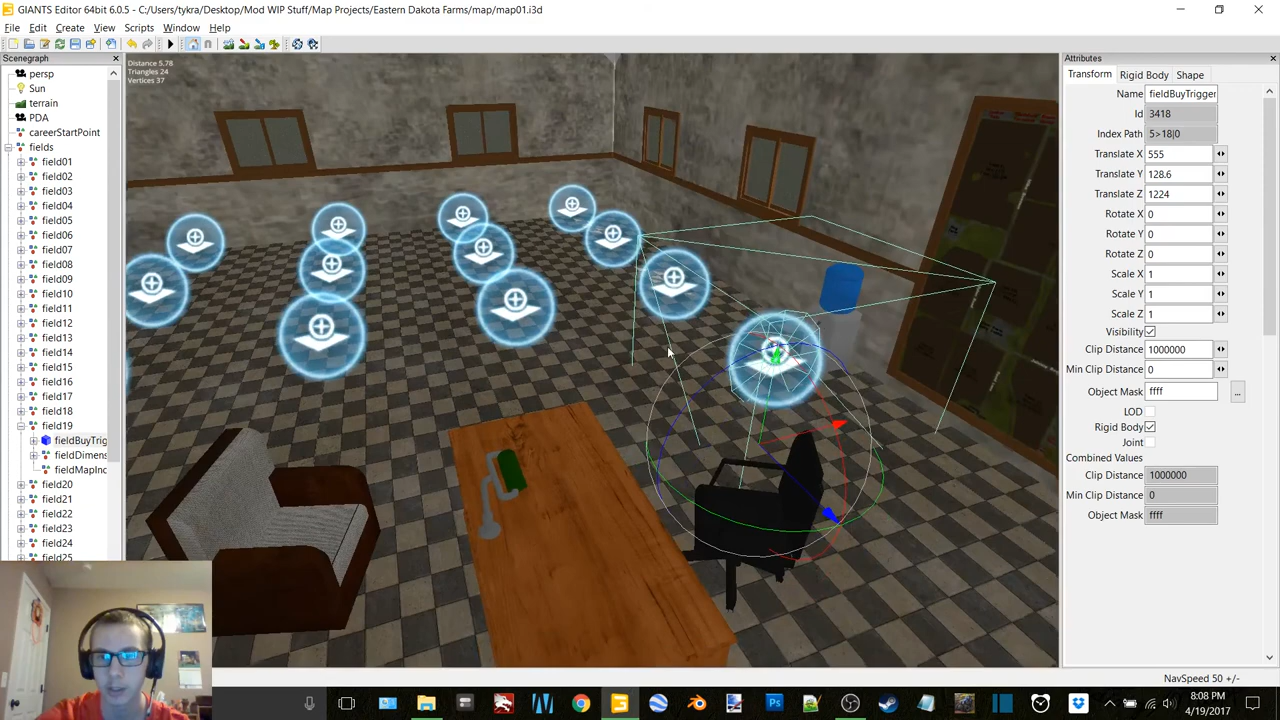 GIANTS Editor 64bit 6.0.5 - C:/Users/tykra/Desktop/Mod WIP Stuff/Map Projects/Eastern Dakota Farms/map/map01.i3d
File Edit Create View Scripts Window Help
Scenegraph
persp
Sun
terrain
PDA
careerStartPoint
fields
field01
field02
field03
field04
field05
field06
field07
field08
field09
field10
field11
field12
field13
field14
field15
field16
field17
field18
field19
fieldBuyTrig
fieldDimens
fieldMapInd
field20
field21
field22
field23
field24
field25
Distance 5.78
Triangles 24
Vertices 37
Attributes
Transform Rigid Body Shape
Name fieldBuyTrigger
Id 3418
Index Path 5>18|0
Translate X 555
Translate Y 128.6
Translate Z 1224
Rotate X 0
Rotate Y 0
Rotate Z 0
Scale X 1
Scale Y 1
Scale Z 1
Visibility
Clip Distance 1000000
Min Clip Distance 0
Object Mask ffff ...
LOD
Rigid Body
Joint
Combined Values
Clip Distance 1000000
Min Clip Distance 0
Object Mask ffff
NavSpeed 50 +/-
8:08 PM
4/19/2017